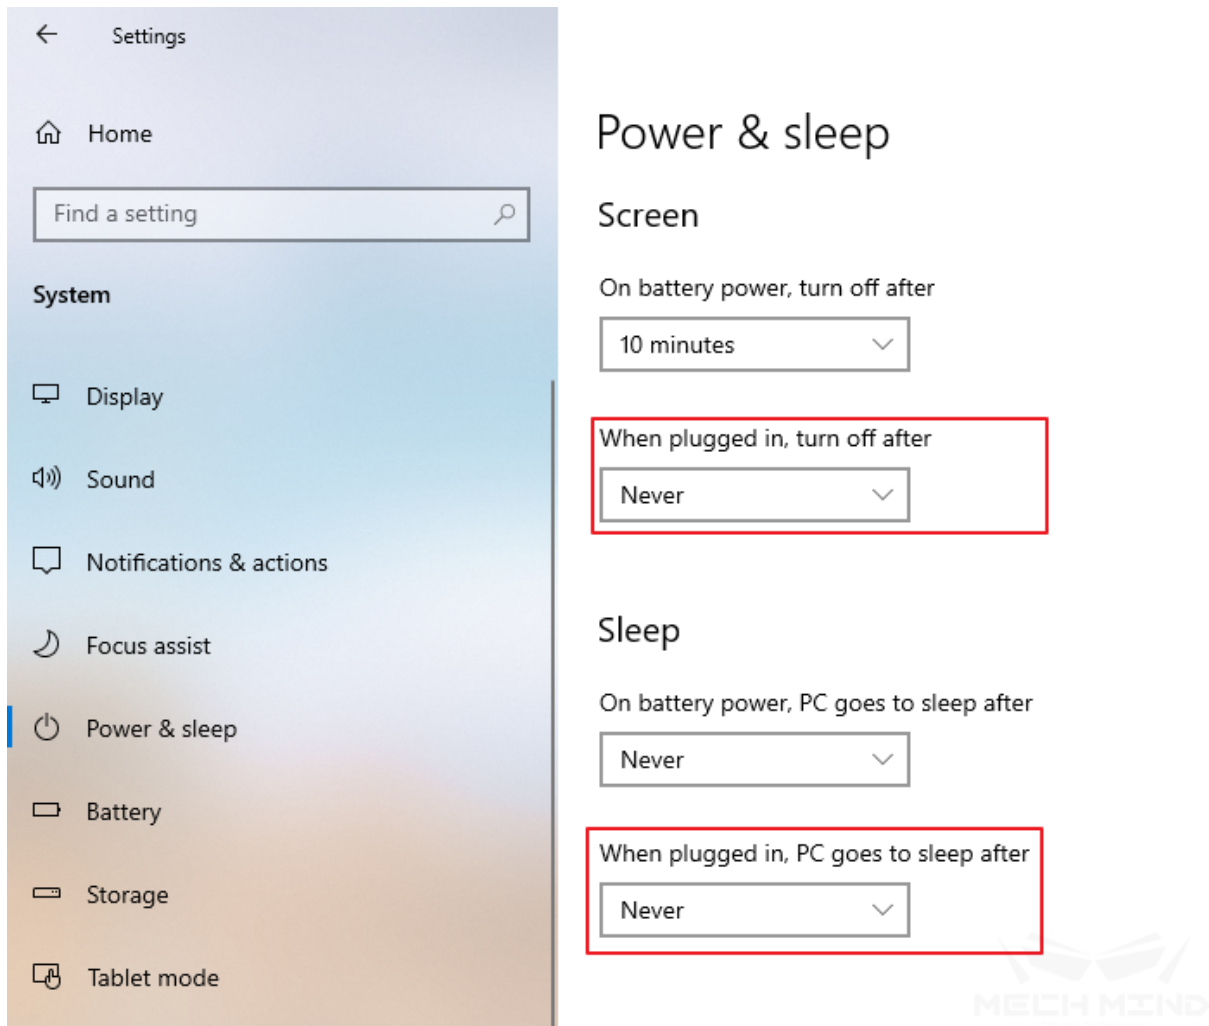 Settings
Home
Find a setting
System
Display
Sound
Notifications & actions
Focus assist
Power & sleep
Battery
Storage
Tablet mode
Power & sleep
Screen
On battery power, turn off after
10 minutes
When plugged in, turn off after
Never
Sleep
On battery power, PC goes to sleep after
Never
When plugged in, PC goes to sleep after
Never
MECH MIND